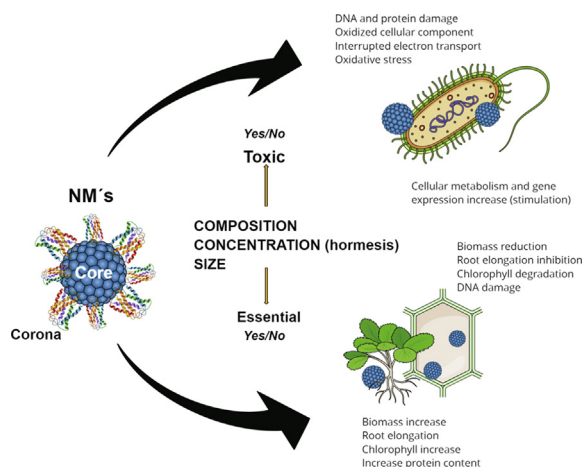 DNA and protein damage
Oxidized cellular component
Interrupted electron transport
Oxidative stress
Yes/No
Toxic
Cellular metabolism and gene
expression increase (stimulation)
NM´s
COMPOSITION
CONCENTRATION (hormesis)
SIZE
Core
Corona
Essential
Yes/No
Biomass reduction
Root elongation inhibition
Chlorophyll degradation
DNA damage
Biomass increase
Root elongation
Chlorophyll increase
Increase protein content